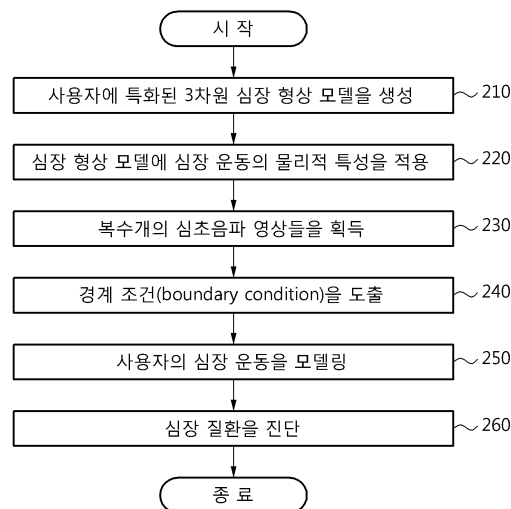 시 작
사용자에 특화된 3차원 심장 형상 모델을 생성
210
심장 형상 모델에 심장 운동의 물리적 특성을 적용
220
복수개의 심초음파 영상들을 획득
230
경계 조건(boundary condition)을 도출
240
사용자의 심장 운동을 모델링
250
심장 질환을 진단
260
종 료